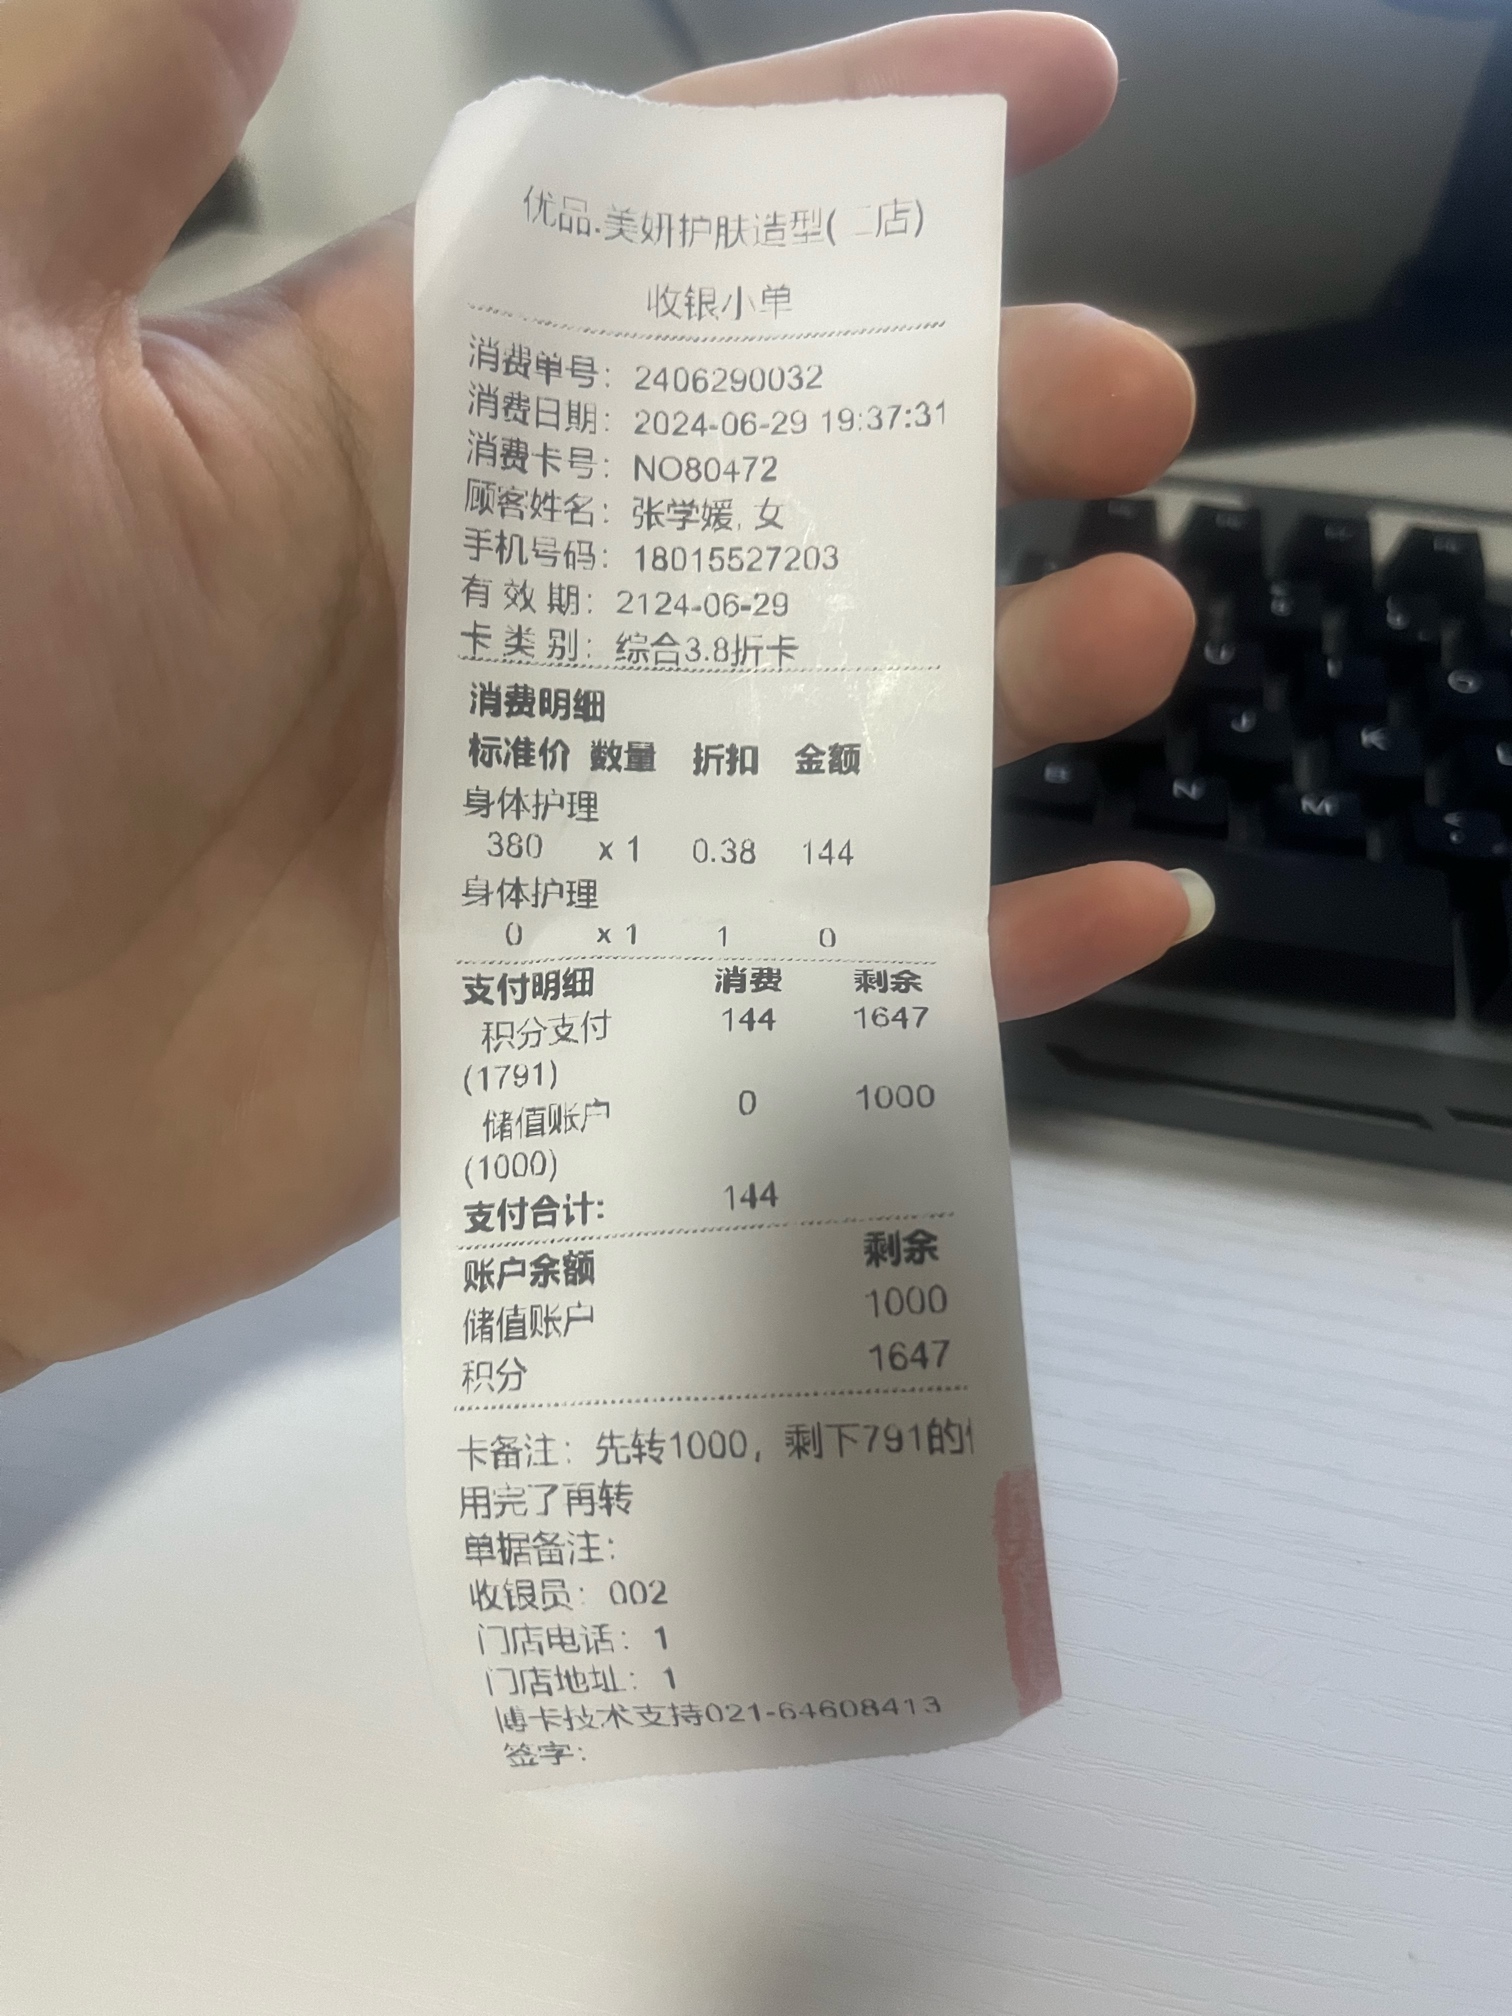 优品.美妍护肤造型(二店)
收银小单
消费单号：2406290032
消费日期：2024-06-29 19:37:31
消费卡号：NO80472
顾客姓名：张学媛, 女
手机号码：18015527203
有 效 期：2124-06-29
卡 类 别：综合3.8折卡
消费明细
标准价 数量 折扣 金额
身体护理
380 x 1 0.38 144
身体护理
0 x 1 1 0
支付明细 消费 剩余
积分支付 144 1647
(1791)
储值账户 0 1000
(1000)
支付合计: 144
账户余额 剩余
储值账户 1000
积分 1647
卡备注：先转1000，剩下791的
用完了再转
单据备注：
收银员：002
门店电话：1
门店地址：1
博卡技术支持021-64608413
签字：
B
N
M
J
K